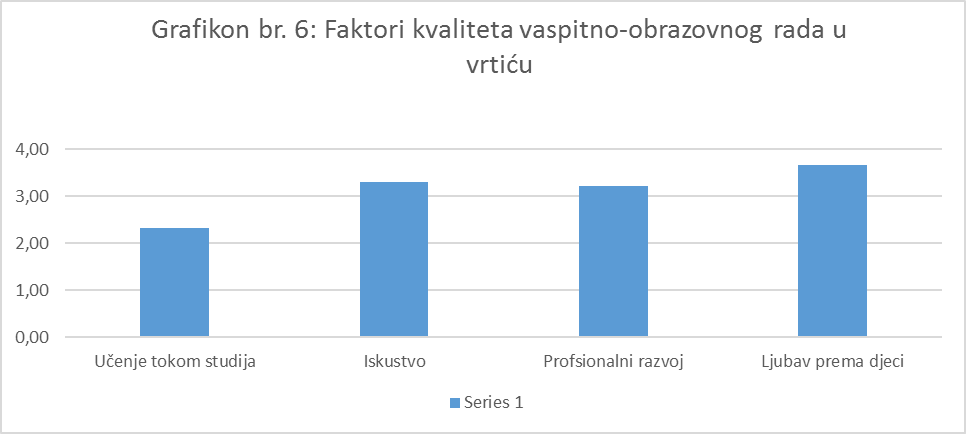 Grafikon br. 6: Faktori kvaliteta vaspitno-obrazovnog rada u
vrtiću
4,00
3,00
2,00
1,00
0,00
Učenje tokom studija
Iskustvo
Profsionalni razvoj
Ljubav prema djeci
Series 1